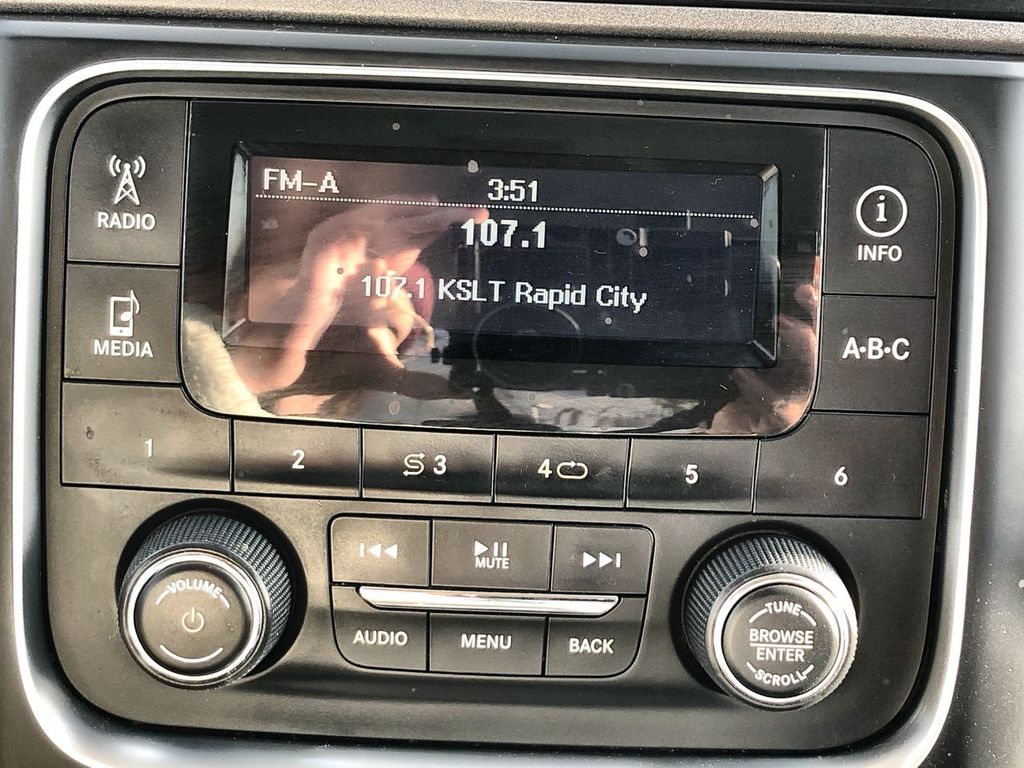 FM-A
3:51
107.1
107.1 KSLT Rapid City
RADIO
INFO
MEDIA
A·B·C
1
2
3
4
5
6
MUTE
VOLUME
AUDIO
MENU
BACK
TUNE
BROWSE
ENTER
SCROLL